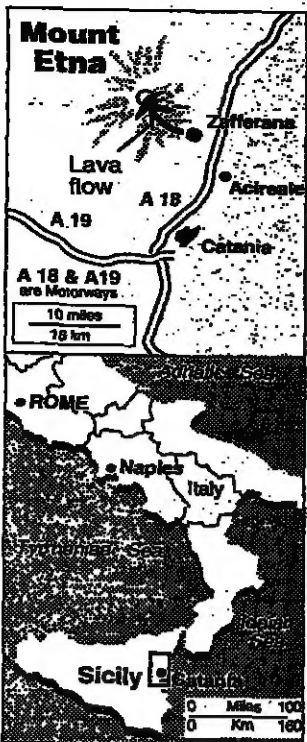 Mount
Etna
Zafferana
Lava
flow
A 18
Acireale
A 19
Catania
A 18 & A19
are Motorways
10 miles
16 km
Adriatic Sea
ROME
Naples
Italy
Tyrrhenian Sea
Ionian
Sea
Sicily
Catania
0 Miles 100
0 Km 160